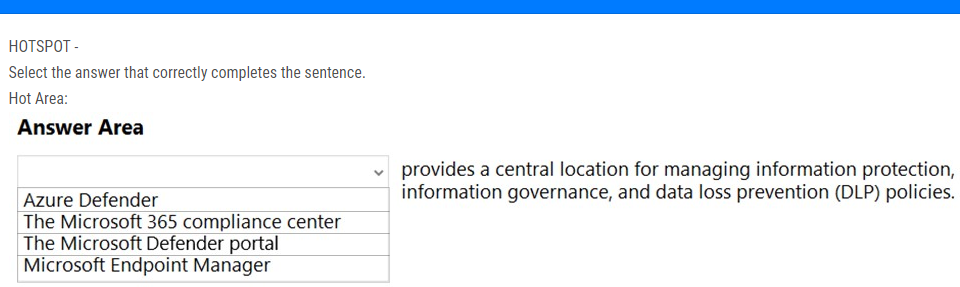 HOTSPOT -
Select the answer that correctly completes the sentence.
Hot Area:
Answer Area
provides a central location for managing information protection,
information governance, and data loss prevention (DLP) policies.
Azure Defender
The Microsoft 365 compliance center
The Microsoft Defender portal
Microsoft Endpoint Manager